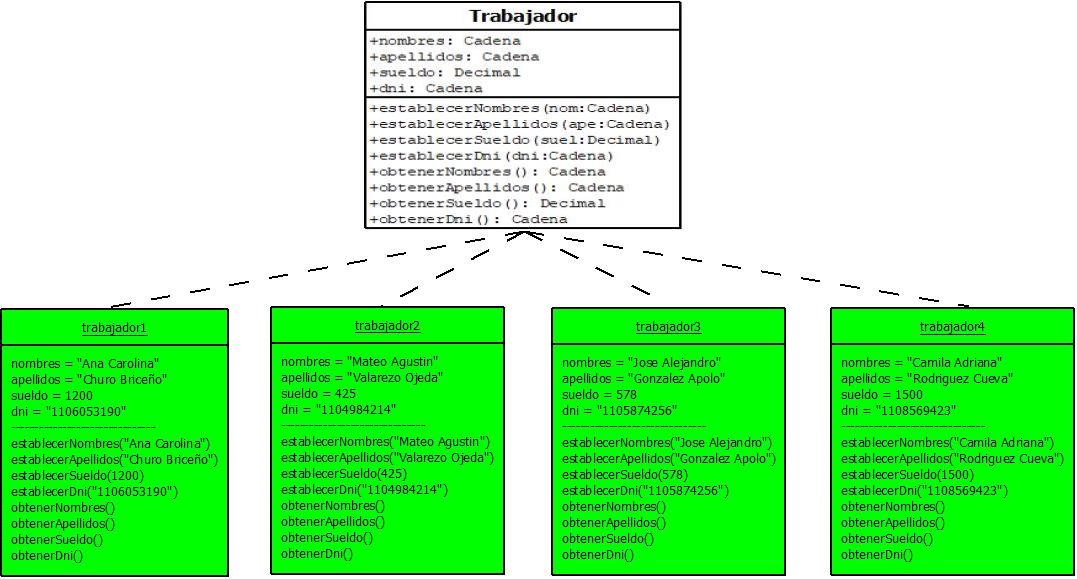 Trabajador
+nombres: Cadena
+apellidos: Cadena
+sueldo: Decimal
+dni: Cadena
+establecerNombres(nom:Cadena)
+establecerApellidos(ape:Cadena)
+establecerSueldo(suel:Decimal)
+establecerDni(dni:Cadena)
+obtenerNombres(): Cadena
+obtenerApellidos(): Cadena
+obtenerSueldo(): Decimal
+obtenerDni(): Cadena
trabajador1
nombres = "Ana Carolina"
apellidos = "Churo Briceño"
sueldo = 1200
dni = "1106053190"
------------------------------
establecerNombres("Ana Carolina")
establecerApellidos("Churo Briceño")
establecerSueldo(1200)
establecerDni("1106053190")
obtenerNombres()
obtenerApellidos()
obtenerSueldo()
obtenerDni()
trabajador2
nombres = "Mateo Agustin"
apellidos = "Valarezo Ojeda"
sueldo = 425
dni = "1104984214"
------------------------------
establecerNombres("Mateo Agustin")
establecerApellidos("Valarezo Ojeda")
establecerSueldo(425)
establecerDni("1104984214")
obtenerNombres()
obtenerApellidos()
obtenerSueldo()
obtenerDni()
trabajador3
nombres = "Jose Alejandro"
apellidos = "Gonzalez Apolo"
sueldo = 578
dni = "1105874256"
------------------------------
establecerNombres("Jose Alejandro")
establecerApellidos("Gonzalez Apolo")
establecerSueldo(578)
establecerDni("1105874256")
obtenerNombres()
obtenerApellidos()
obtenerSueldo()
obtenerDni()
trabajador4
nombres = "Camila Adriana"
apellidos = "Rodriguez Cueva"
sueldo = 1500
dni = "1108569423"
------------------------------
establecerNombres("Camila Adriana")
establecerApellidos("Rodriguez Cueva")
establecerSueldo(1500)
establecerDni("1108569423")
obtenerNombres()
obtenerApellidos()
obtenerSueldo()
obtenerDni()